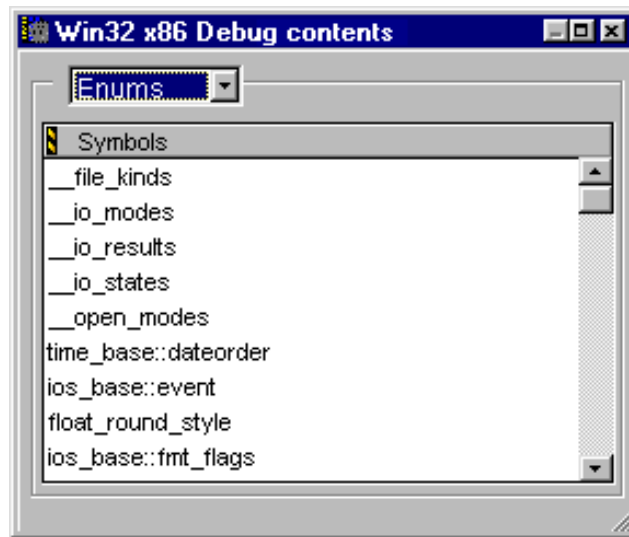 Win32 x86 Debug contents
Enums
Symbols
__file_kinds
__io_modes
__io_results
__io_states
__open_modes
time_base::dateorder
ios_base::event
float_round_style
ios_base::fmt_flags